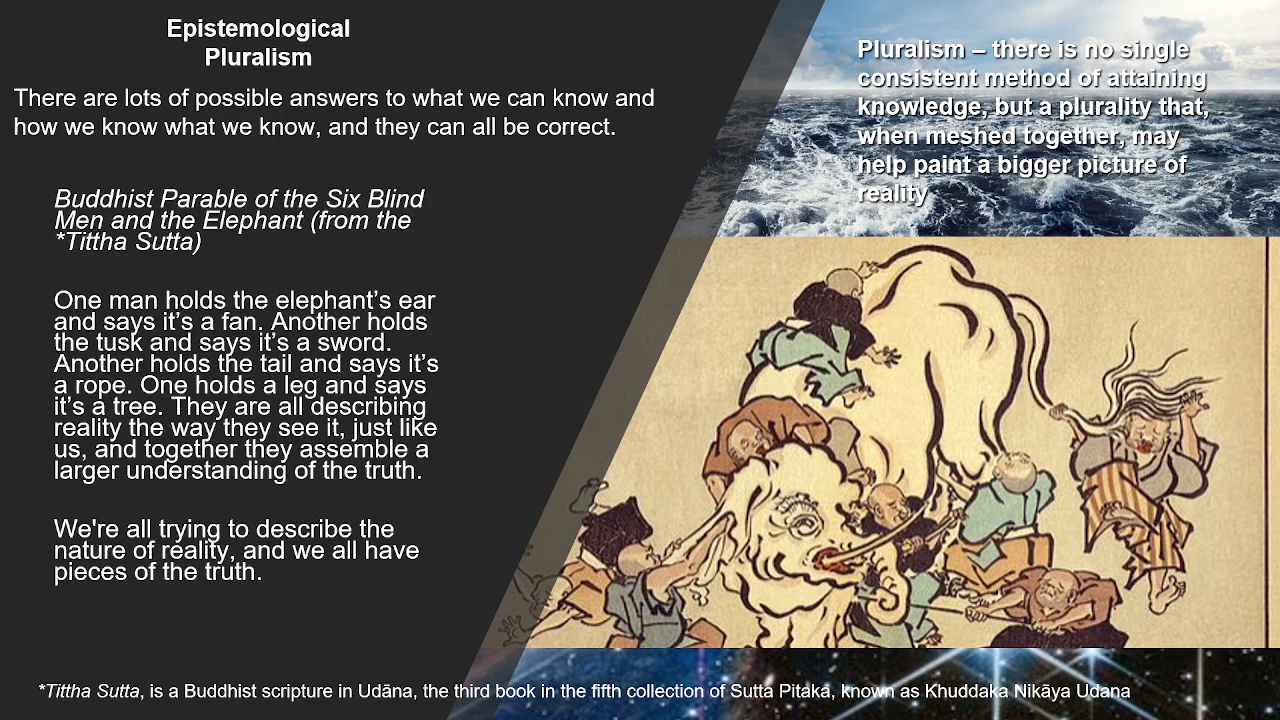 Epistemological
Pluralism
There are lots of possible answers to what we can know and
how we know what we know, and they can all be correct.
Buddhist Parable of the Six Blind
Men and the Elephant (from the
*Tittha Sutta)
One man holds the elephant’s ear
and says it’s a fan. Another holds
the tusk and says it’s a sword.
Another holds the tail and says it’s
a rope. One holds a leg and says
it’s a tree. They are all describing
reality the way they see it, just like
us, and together they assemble a
larger understanding of the truth.
We're all trying to describe the
nature of reality, and we all have
pieces of the truth.
Pluralism – there is no single
consistent method of attaining
knowledge, but a plurality that,
when meshed together, may
help paint a bigger picture of
reality
*Tittha Sutta, is a Buddhist scripture in Udāna, the third book in the fifth collection of Sutta Pitaka, known as Khuddaka Nikāya Udana